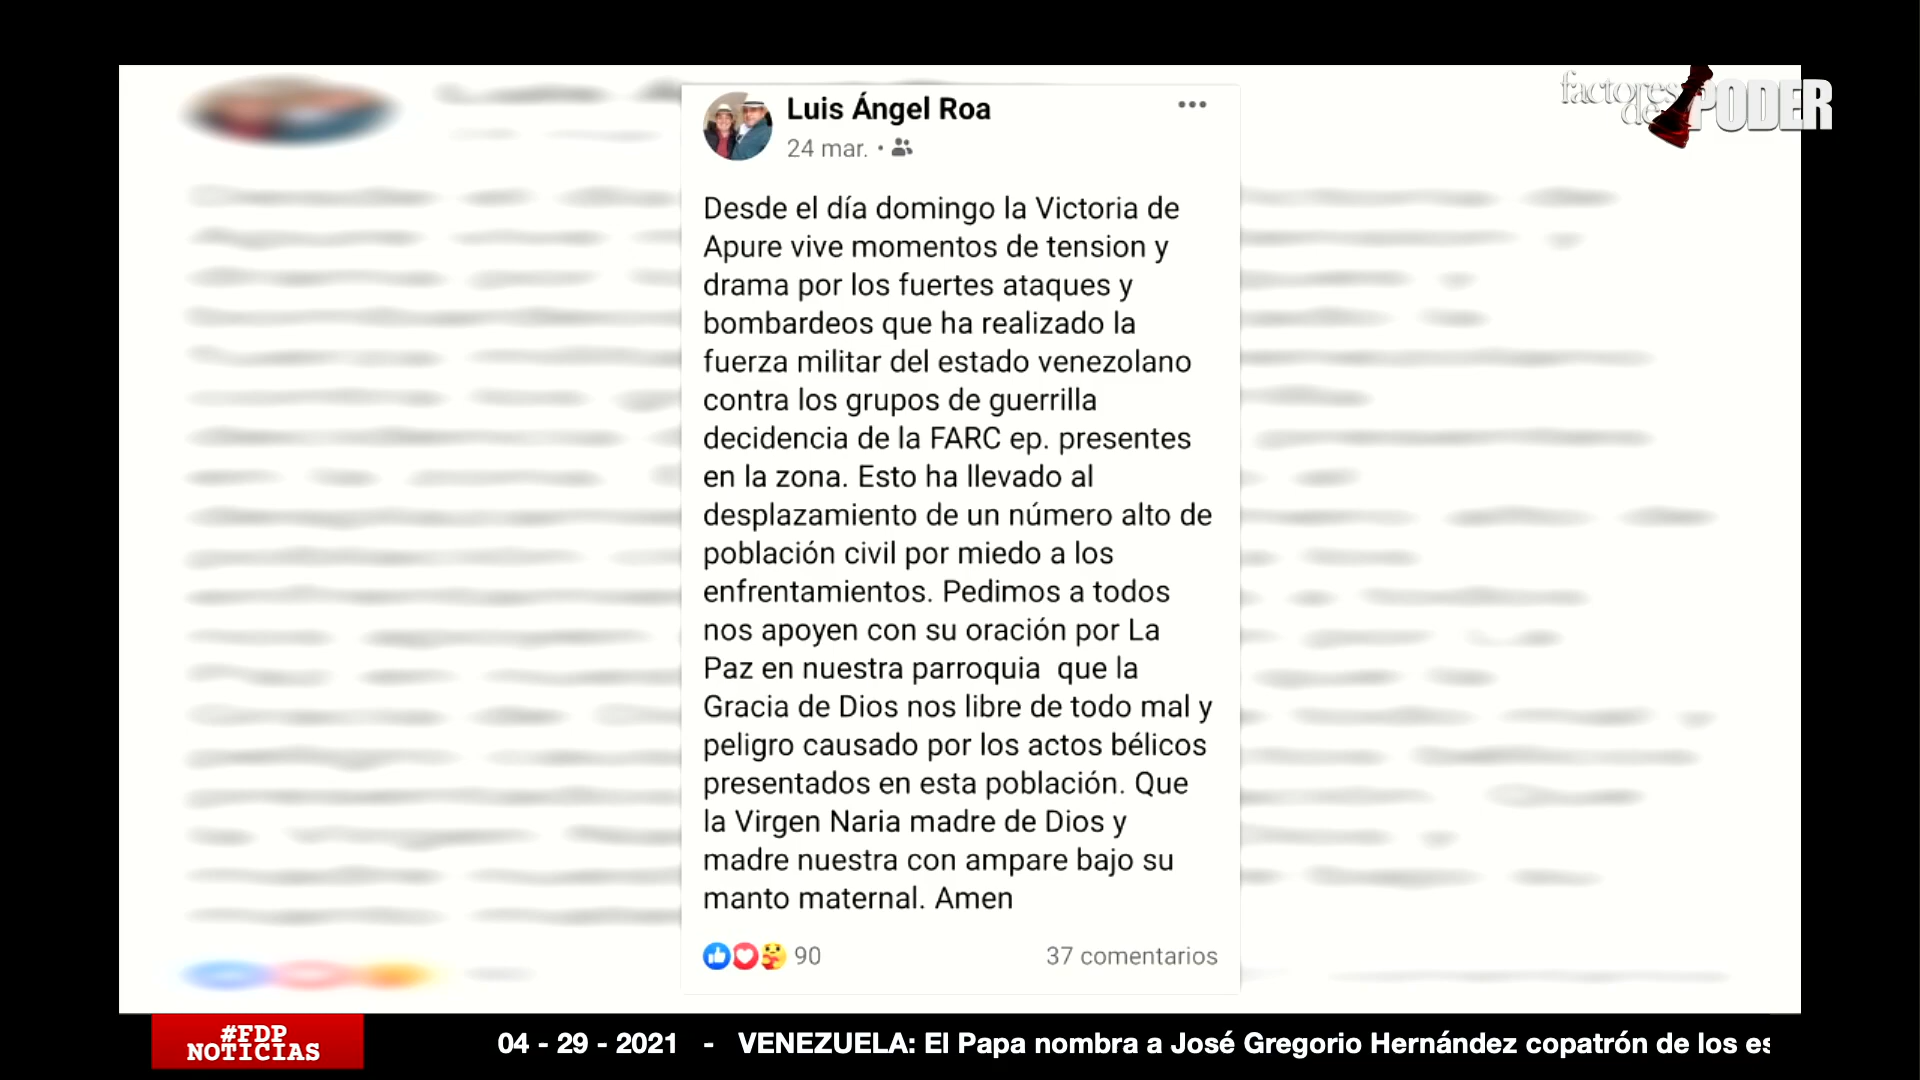 factores
de PODER
Luis Ángel Roa
24 mar.
Desde el día domingo la Victoria de
Apure vive momentos de tension y
drama por los fuertes ataques y
bombardeos que ha realizado la
fuerza militar del estado venezolano
contra los grupos de guerrilla
decidencia de la FARC ep. presentes
en la zona. Esto ha llevado al
desplazamiento de un número alto de
población civil por miedo a los
enfrentamientos. Pedimos a todos
nos apoyen con su oración por La
Paz en nuestra parroquia  que la
Gracia de Dios nos libre de todo mal y
peligro causado por los actos bélicos
presentados en esta población. Que
la Virgen Naria madre de Dios y
madre nuestra con ampare bajo su
manto maternal. Amen
90 37 comentarios
#FDP
NOTICIAS
04 - 29 - 2021 - VENEZUELA: El Papa nombra a José Gregorio Hernández copatrón de los